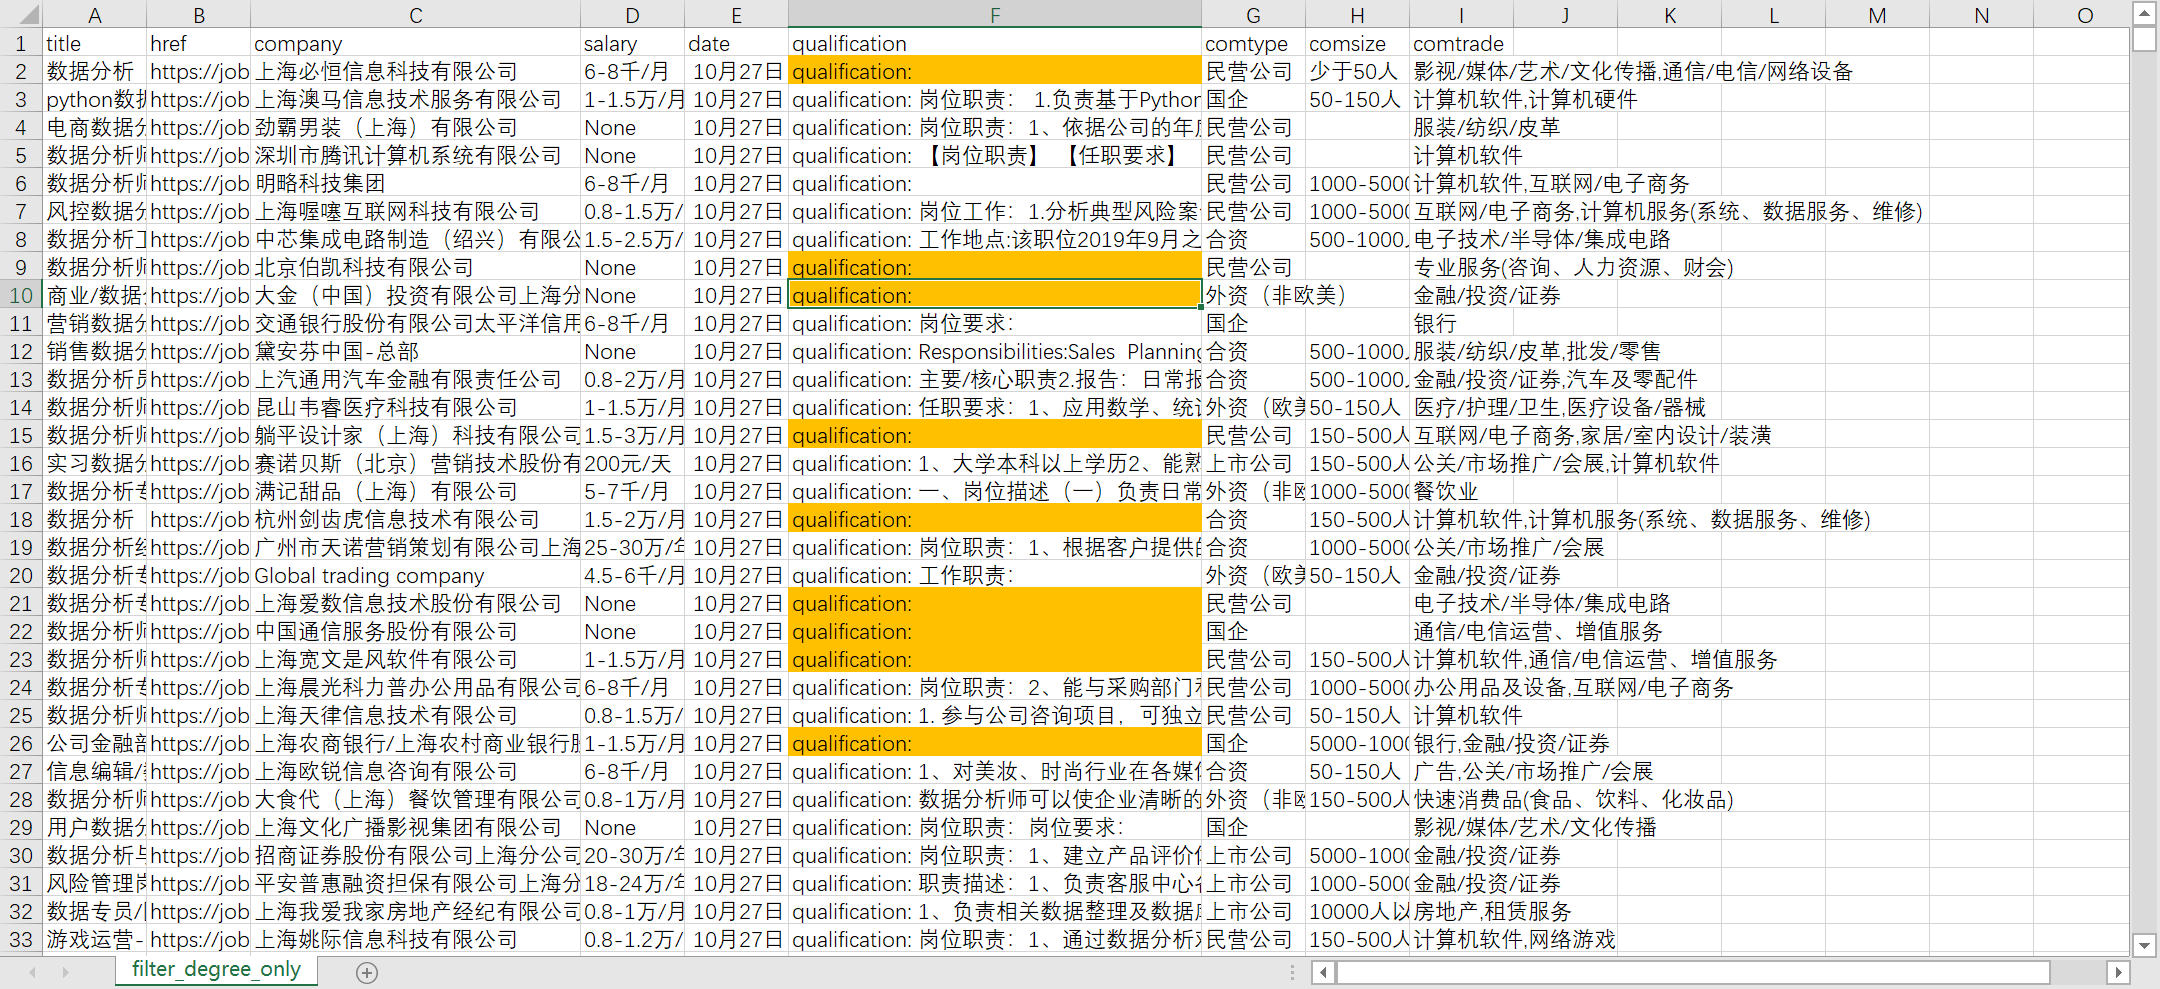 A B C D E F G H I J K L M N O
1 title href company salary date qualification comtype comsize comtrade
2 数据分析 https://job 上海必恒信息科技有限公司 6-8千/月 10月27日 qualification: 民营公司 少于50人 影视/媒体/艺术/文化传播,通信/电信/网络设备
3 python数 https://job 上海澳马信息技术服务有限公司 1-1.5万/月 10月27日 qualification: 岗位职责： 1.负责基于Python 国企 50-150人 计算机软件,计算机硬件
4 电商数据分 https://job 劲霸男装（上海）有限公司 None 10月27日 qualification: 岗位职责：1、依据公司的年度 民营公司 服装/纺织/皮革
5 数据分析师 https://job 深圳市腾讯计算机系统有限公司 None 10月27日 qualification: 【岗位职责】 【任职要求】 民营公司 计算机软件
6 数据分析师 https://job 明略科技集团 6-8千/月 10月27日 qualification: 民营公司 1000-5000 计算机软件,互联网/电子商务
7 风控数据分 https://job 上海喔噻互联网科技有限公司 0.8-1.5万/ 10月27日 qualification: 岗位工作：1.分析典型风险案 民营公司 1000-5000 互联网/电子商务,计算机服务(系统、数据服务、维修)
8 数据分析工 https://job 中芯集成电路制造（绍兴）有限公 1.5-2.5万/ 10月27日 qualification: 工作地点:该职位2019年9月之 合资 500-1000 电子技术/半导体/集成电路
9 数据分析师 https://job 北京伯凯科技有限公司 None 10月27日 qualification: 民营公司 专业服务(咨询、人力资源、财会)
10 商业/数据分 https://job 大金（中国）投资有限公司上海分 None 10月27日 qualification: 外资（非欧美） 金融/投资/证券
11 营销数据分 https://job 交通银行股份有限公司太平洋信用 6-8千/月 10月27日 qualification: 岗位要求： 国企 银行
12 销售数据分 https://job 黛安芬中国-总部 None 10月27日 qualification: Responsibilities:Sales Planning 合资 500-1000 服装/纺织/皮革,批发/零售
13 数据分析员 https://job 上汽通用汽车金融有限责任公司 0.8-2万/月 10月27日 qualification: 主要/核心职责2.报告：日常报 合资 500-1000 金融/投资/证券,汽车及零配件
14 数据分析师 https://job 昆山韦睿医疗科技有限公司 1-1.5万/月 10月27日 qualification: 任职要求：1、应用数学、统计 外资（欧美 50-150人 医疗/护理/卫生,医疗设备/器械
15 数据分析师 https://job 躺平设计家（上海）科技有限公司 1.5-3万/月 10月27日 qualification: 民营公司 150-500人 互联网/电子商务,家居/室内设计/装潢
16 实习数据分 https://job 赛诺贝斯（北京）营销技术股份有 200元/天 10月27日 qualification: 1、大学本科以上学历2、能熟 上市公司 150-500人 公关/市场推广/会展,计算机软件
17 数据分析专 https://job 满记甜品（上海）有限公司 5-7千/月 10月27日 qualification: 一、岗位描述（一）负责日常 外资（非欧 1000-5000 餐饮业
18 数据分析 https://job 杭州剑齿虎信息技术有限公司 1.5-2万/月 10月27日 qualification: 合资 150-500人 计算机软件,计算机服务(系统、数据服务、维修)
19 数据分析经 https://job 广州市天诺营销策划有限公司上海 25-30万/年 10月27日 qualification: 岗位职责：1、根据客户提供的 合资 1000-5000 公关/市场推广/会展
20 数据分析专 https://job Global trading company 4.5-6千/月 10月27日 qualification: 工作职责： 外资（欧美 50-150人 金融/投资/证券
21 数据分析专 https://job 上海爱数信息技术股份有限公司 None 10月27日 qualification: 民营公司 电子技术/半导体/集成电路
22 数据分析师 https://job 中国通信服务股份有限公司 None 10月27日 qualification: 国企 通信/电信运营、增值服务
23 数据分析师 https://job 上海宽文是风软件有限公司 1-1.5万/月 10月27日 qualification: 民营公司 150-500人 计算机软件,通信/电信运营、增值服务
24 数据分析专 https://job 上海晨光科力普办公用品有限公司 6-8千/月 10月27日 qualification: 岗位职责：2、能与采购部门 民营公司 1000-5000 办公用品及设备,互联网/电子商务
25 数据分析师 https://job 上海天律信息技术有限公司 0.8-1.5万/ 10月27日 qualification: 1. 参与公司咨询项目，可独立 民营公司 50-150人 计算机软件
26 公司金融部 https://job 上海农商银行/上海农村商业银行股 1-1.5万/月 10月27日 qualification: 国企 5000-1000 银行,金融/投资/证券
27 信息编辑/ https://job 上海欧锐信息咨询有限公司 6-8千/月 10月27日 qualification: 1、对美妆、时尚行业在各媒体 合资 50-150人 广告,公关/市场推广/会展
28 数据分析师 https://job 大食代（上海）餐饮管理有限公司 0.8-1万/月 10月27日 qualification: 数据分析师可以使企业清晰的 外资（非欧 150-500人 快速消费品(食品、饮料、化妆品)
29 用户数据分 https://job 上海文化广播影视集团有限公司 None 10月27日 qualification: 岗位职责： 岗位要求： 国企 影视/媒体/艺术/文化传播
30 数据分析与 https://job 招商证券股份有限公司上海分公司 20-30万/年 10月27日 qualification: 岗位职责：1、建立产品评价体 上市公司 5000-1000 金融/投资/证券
31 风险管理岗 https://job 平安普惠融资担保有限公司上海分 18-24万/年 10月27日 qualification: 职责描述：1、负责客服中心各 上市公司 1000-5000 金融/投资/证券
32 数据专员/ https://job 上海我爱我家房地产经纪有限公司 0.8-1万/月 10月27日 qualification: 1、负责相关数据整理及数据库 上市公司 10000人以 房地产,租赁服务
33 游戏运营- https://job 上海姚际信息科技有限公司 0.8-1.2万/ 10月27日 qualification: 岗位职责：1、通过数据分析对 民营公司 150-500人 计算机软件,网络游戏
filter_degree_only